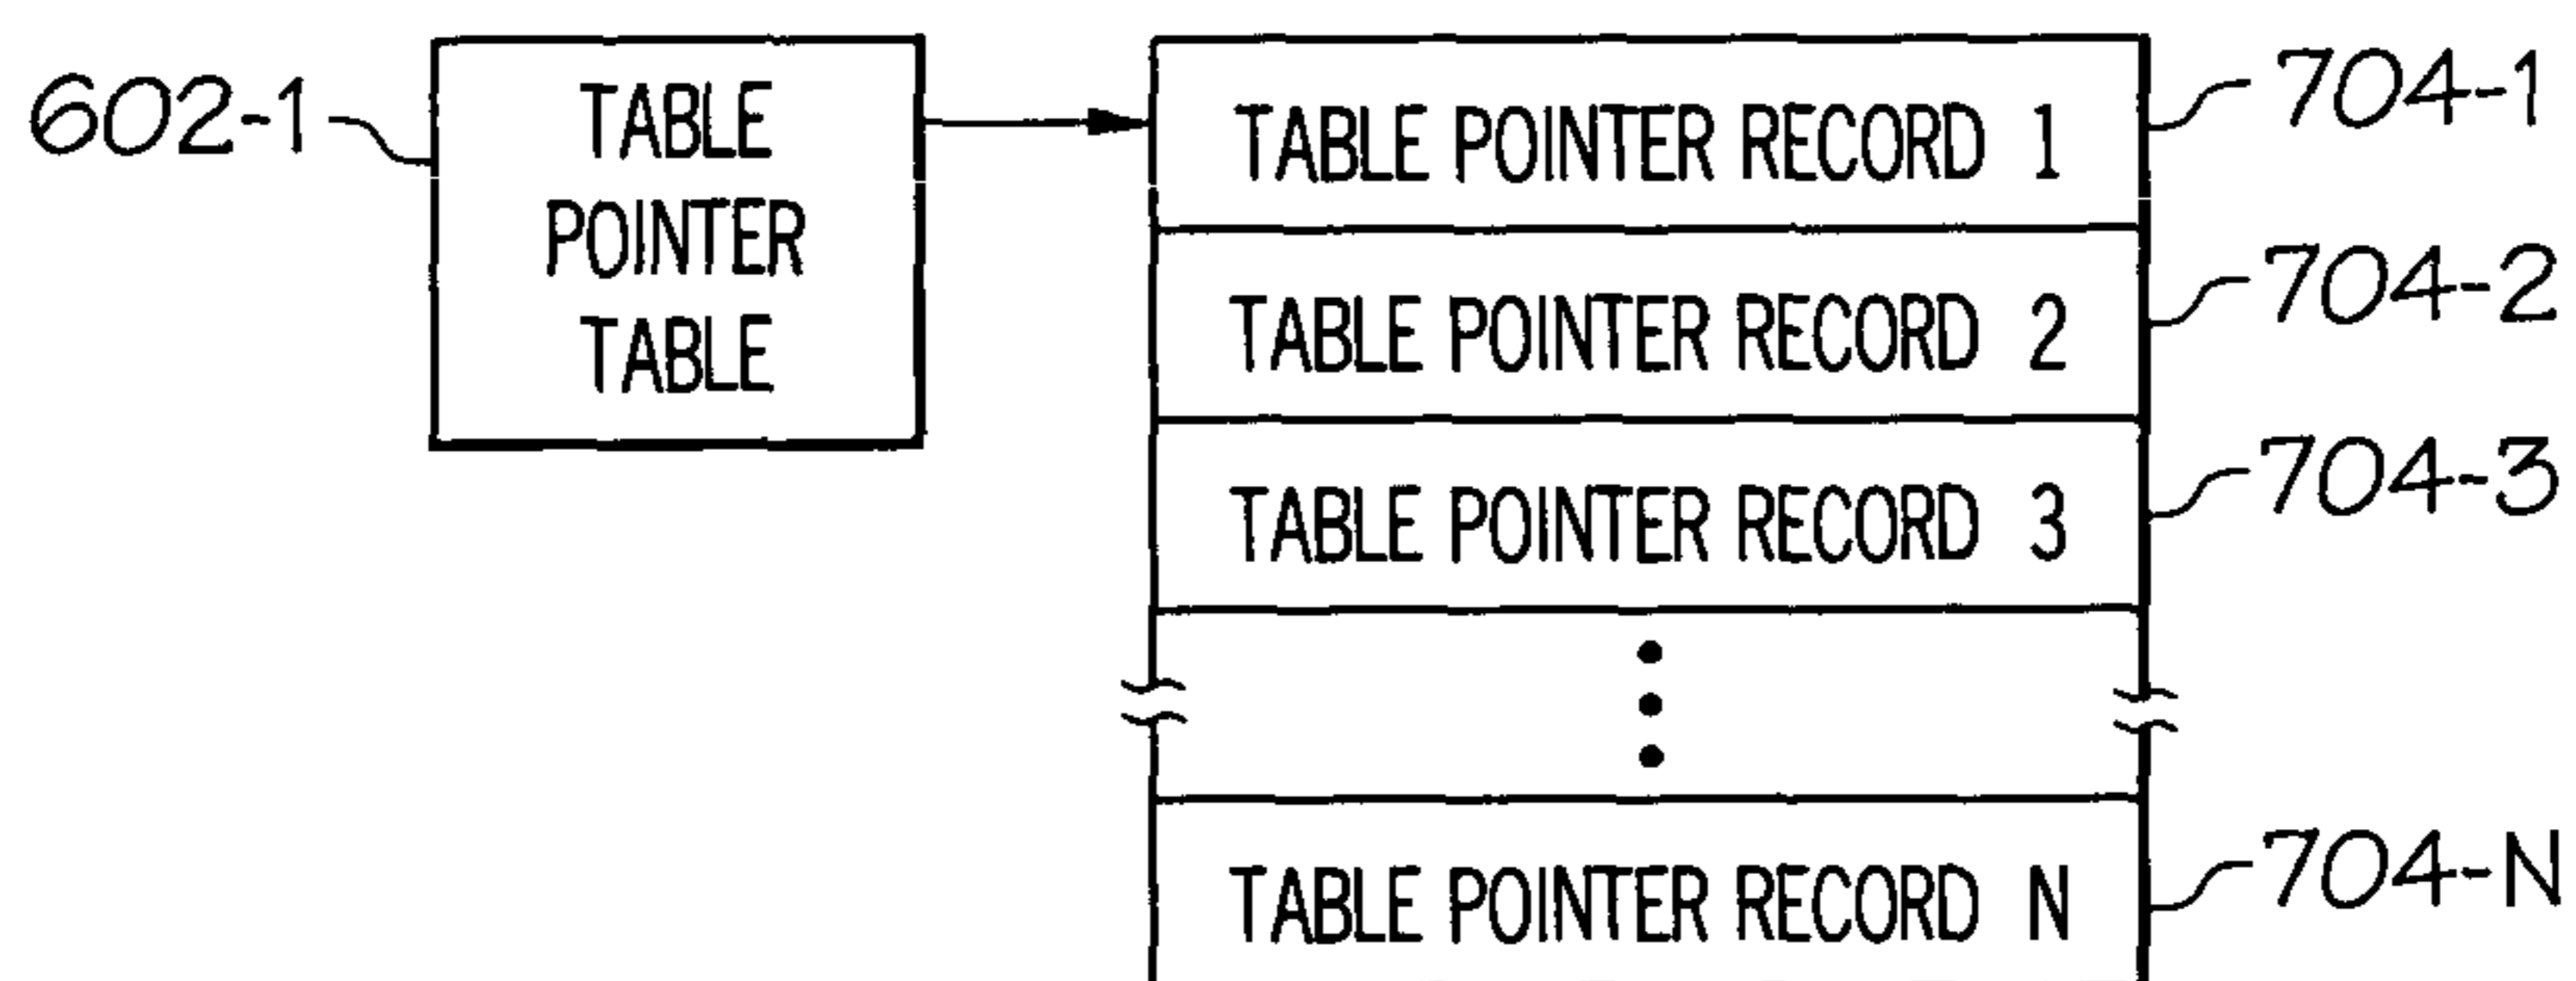 602-1
TABLE
POINTER
TABLE
TABLE POINTER RECORD 1
704-1
TABLE POINTER RECORD 2
704-2
TABLE POINTER RECORD 3
704-3
TABLE POINTER RECORD N
704-N